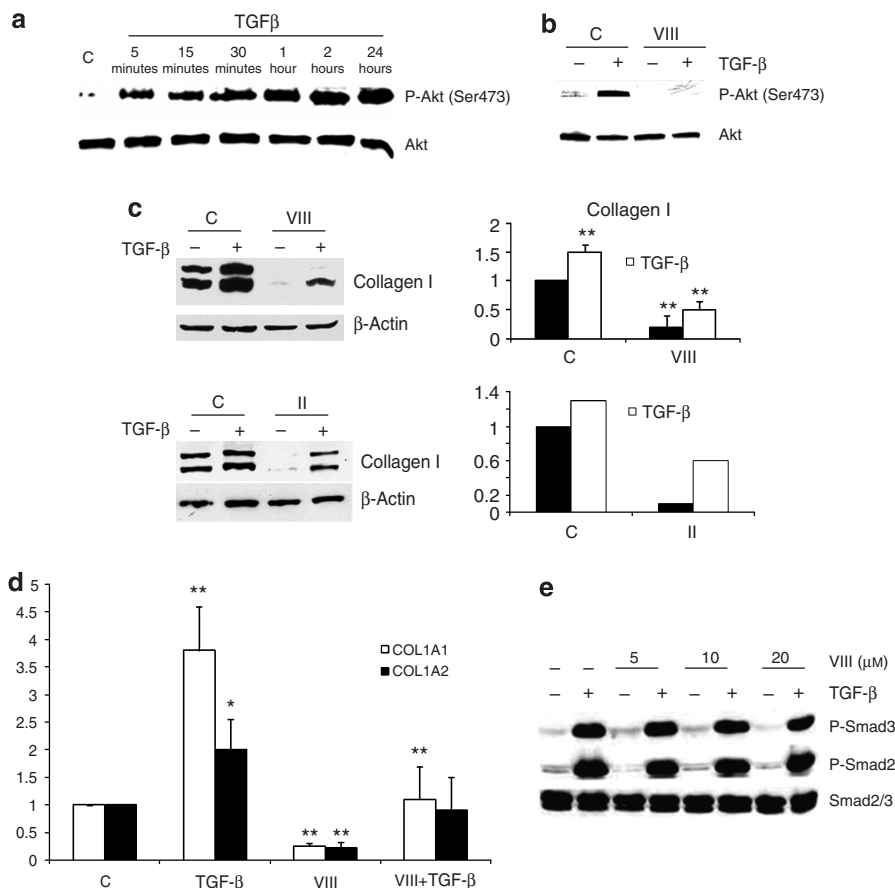 a
TGFβ
C
5 minutes
15 minutes
30 minutes
1 hour
2 hours
24 hours
P-Akt (Ser473)
Akt
b
C VIII
– + – + TGF-β
P-Akt (Ser473)
Akt
c
C VIII
TGF-β – + – +
Collagen I
β-Actin
Collagen I
2
1.5
1
0.5
0
** ** **
TGF-β
C VIII
C II
TGF-β – + – +
Collagen I
β-Actin
1.4
1
0.6
0.2
0
TGF-β
C II
d
5
4.5
4
3.5
3
2.5
2
1.5
1
0.5
0
** * ** ** **
COL1A1
COL1A2
C TGF-β VIII VIII+TGF-β
e
– – 5 10 20 VIII (μM)
– + – + – + – + TGF-β
P-Smad3
P-Smad2
Smad2/3